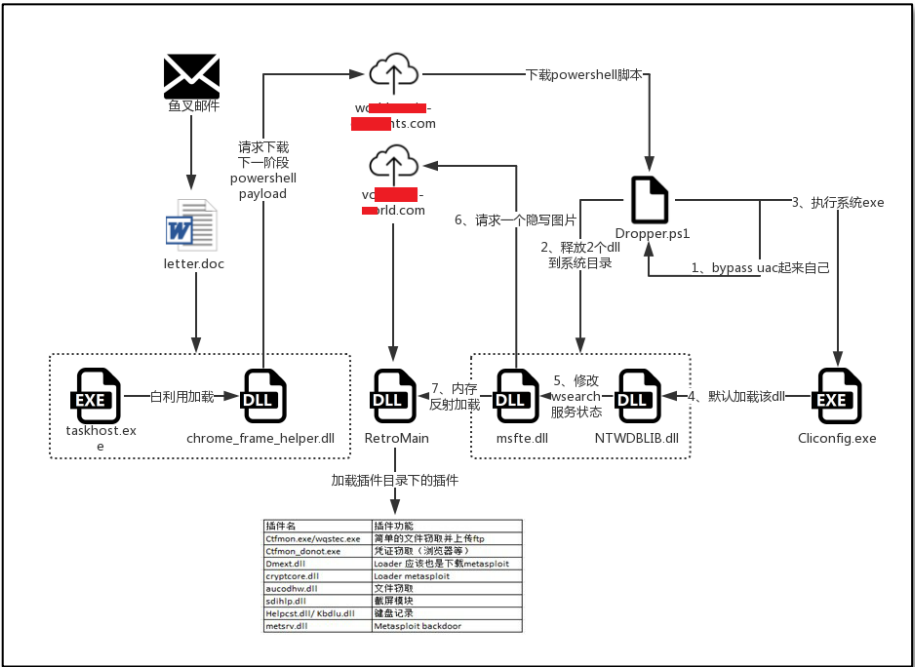 鱼叉邮件
letter.doc
请求下载
下一阶段
powershell
payload
nts.com
rld.com
下载powershell脚本
Dropper.ps1
1、bypass uac起来自己
2、释放2个dll
到系统目录
3、执行系统exe
6、请求一个隐写图片
EXE
taskhost.ex
e
白利用加载
DLL
chrome_frame_helper.dll
DLL
RetroMain
7、内存
反射加载
DLL
msfte.dll
5、修改
wsearch
服务状态
DLL
NTWDBLIB.dll
4、默认加载该dll
EXE
Cliconfig.exe
加载插件目录下的插件
插件名 插件功能
Ctfmon.exe/wqstec.exe 简单的文件窃取并上传ftp
Ctfmon_donot.exe 凭证窃取（浏览器等）
Dmext.dll Loader 应该也是下载metasploit
cryptcore.dll Loader metasploit
aucodhw.dll 文件窃取
sdihlp.dll 截屏模块
Helpcst.dll/ Kbdlu.dll 键盘记录
metsrv.dll Metasploit backdoor